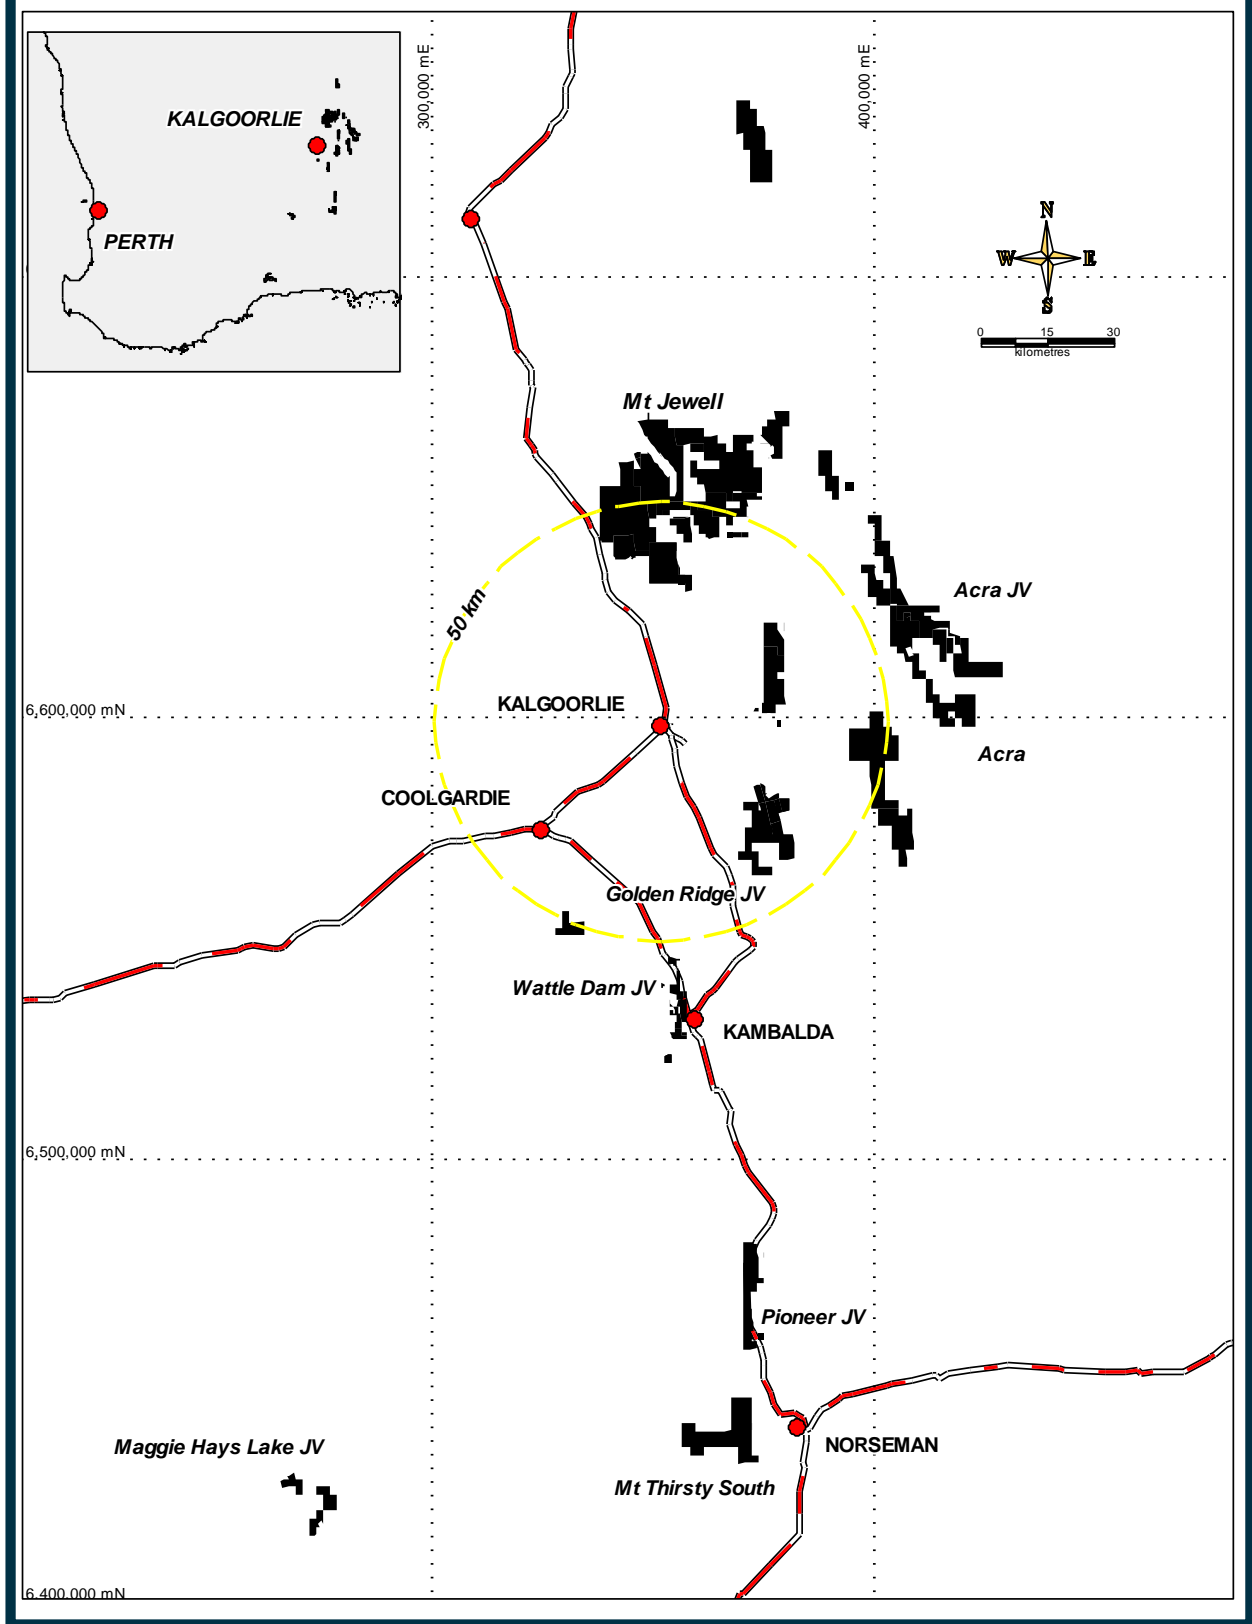 300,000 mE
400,000 mE
KALGOORLIE
PERTH
N
W
E
S
0
15
30
kilometres
Mt Jewell
50 km
Acra JV
KALGOORLIE
6,600,000 mN
Acra
COOLGARDIE
Golden Ridge JV
Wattle Dam JV
KAMBALDA
6,500,000 mN
Pioneer JV
Maggie Hays Lake JV
NORSEMAN
Mt Thirsty South
6,400,000 mN